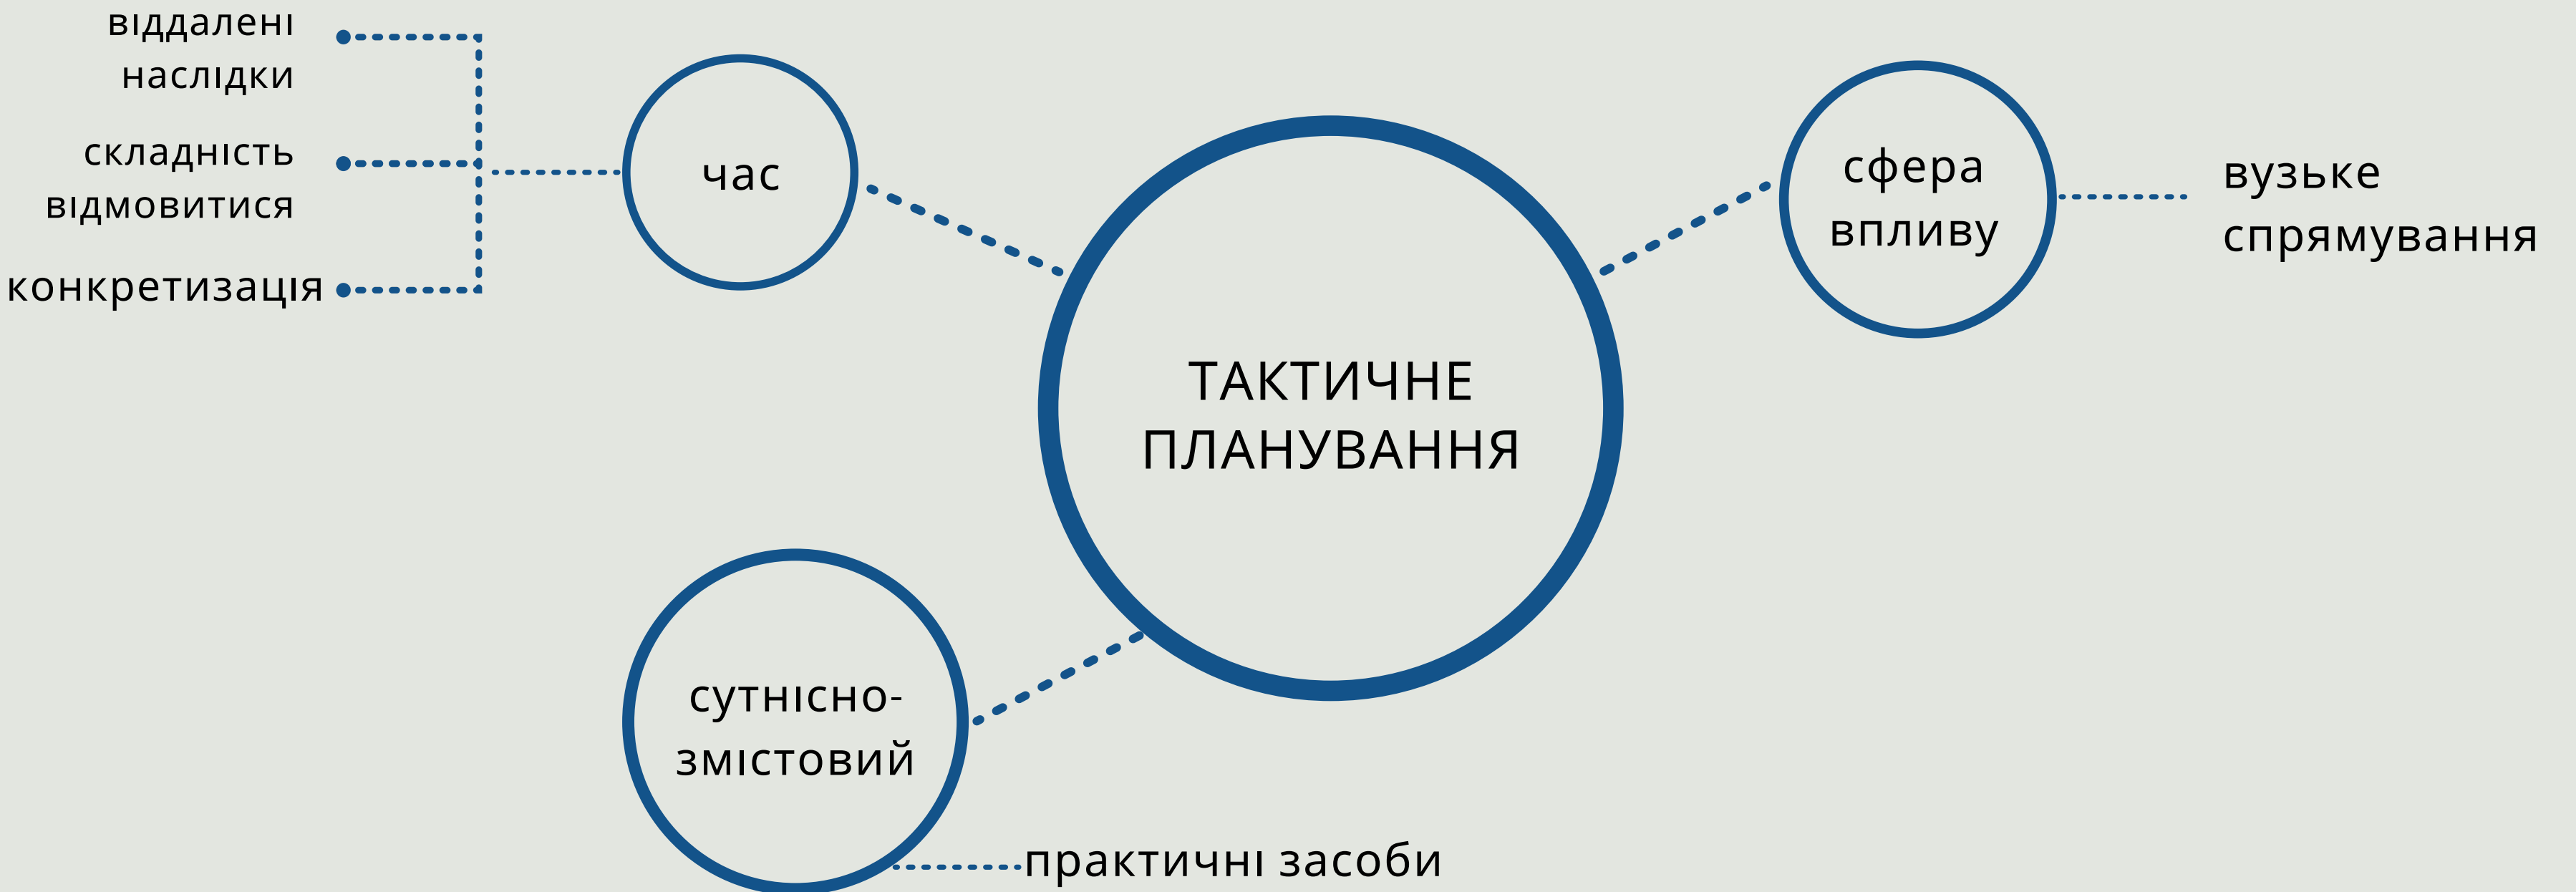 віддалені
наслідки
складність
відмовитися
конкретизація
час
ТАКТИЧНЕ
ПЛАНУВАННЯ
сфера
впливу
вузьке
спрямування
сутнісно-
змістовий
практичні засоби